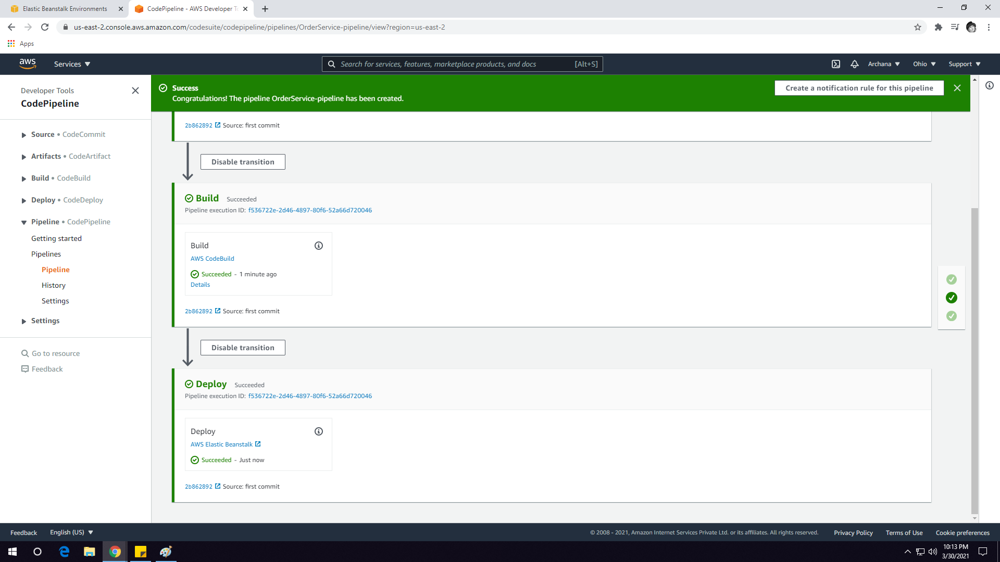 Elastic Beanstalk Environments
CodePipeline - AWS Developer To
us-east-2.console.aws.amazon.com/codesuite/codepipeline/pipelines/OrderService-pipeline/view?region=us-east-2
Apps
aws
Services
Search for services, features, marketplace products, and docs [Alt+S]
Archana
Ohio
Support
Developer Tools
CodePipeline
Source • CodeCommit
Artifacts • CodeArtifact
Build • CodeBuild
Deploy • CodeDeploy
Pipeline • CodePipeline
Getting started
Pipelines
Pipeline
History
Settings
Settings
Go to resource
Feedback
Success
Congratulations! The pipeline OrderService-pipeline has been created.
Create a notification rule for this pipeline
2b862892 Source: first commit
Disable transition
Build Succeeded
Pipeline execution ID: f536722e-2d46-4897-80f6-52a66d720046
Build
AWS CodeBuild
Succeeded - 1 minute ago
Details
2b862892 Source: first commit
Disable transition
Deploy Succeeded
Pipeline execution ID: f536722e-2d46-4897-80f6-52a66d720046
Deploy
AWS Elastic Beanstalk
Succeeded - Just now
2b862892 Source: first commit
Feedback
English (US)
© 2008 - 2021, Amazon Internet Services Private Ltd. or its affiliates. All rights reserved.
Privacy Policy
Terms of Use
Cookie preferences
10:13 PM
3/30/2021